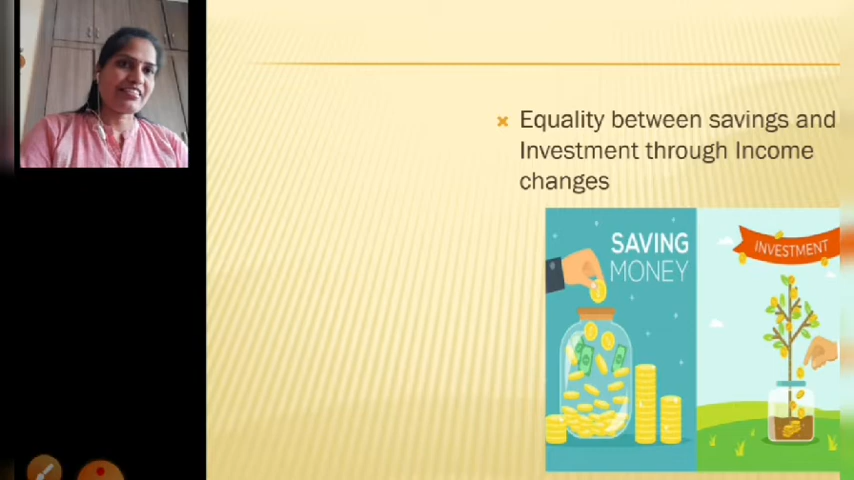 Equality between savings and
Investment through Income
changes
SAVING
MONEY
INVESTMENT